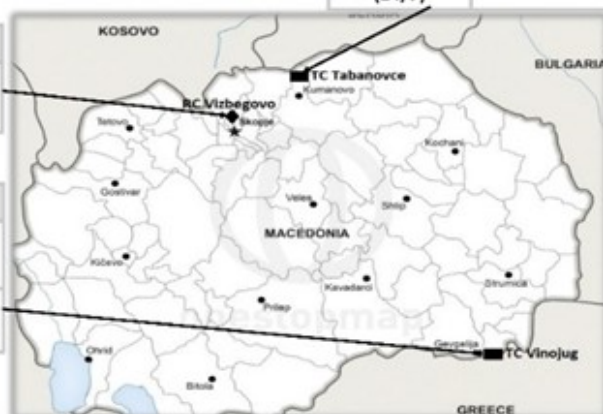 KOSOVO
BULGARIA
TC Tabanovce
Kumanovo
RC Vizbegovo
Skopje
Tetovo
Kochani
Gostivar
Veles
Shtip
MACEDONIA
Kičevo
Kavadarci
Strumica
Prilep
Gevgelija
TC Vinojug
Ohrid
Bitola
GREECE